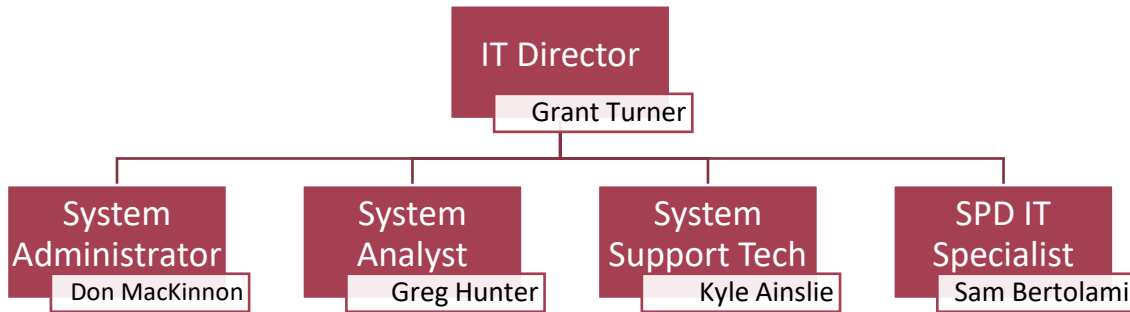 IT Director
Grant Turner
System
Administrator
Don MacKinnon
System
Analyst
Greg Hunter
System
Support Tech
Kyle Ainslie
SPD IT
Specialist
Sam Bertolami